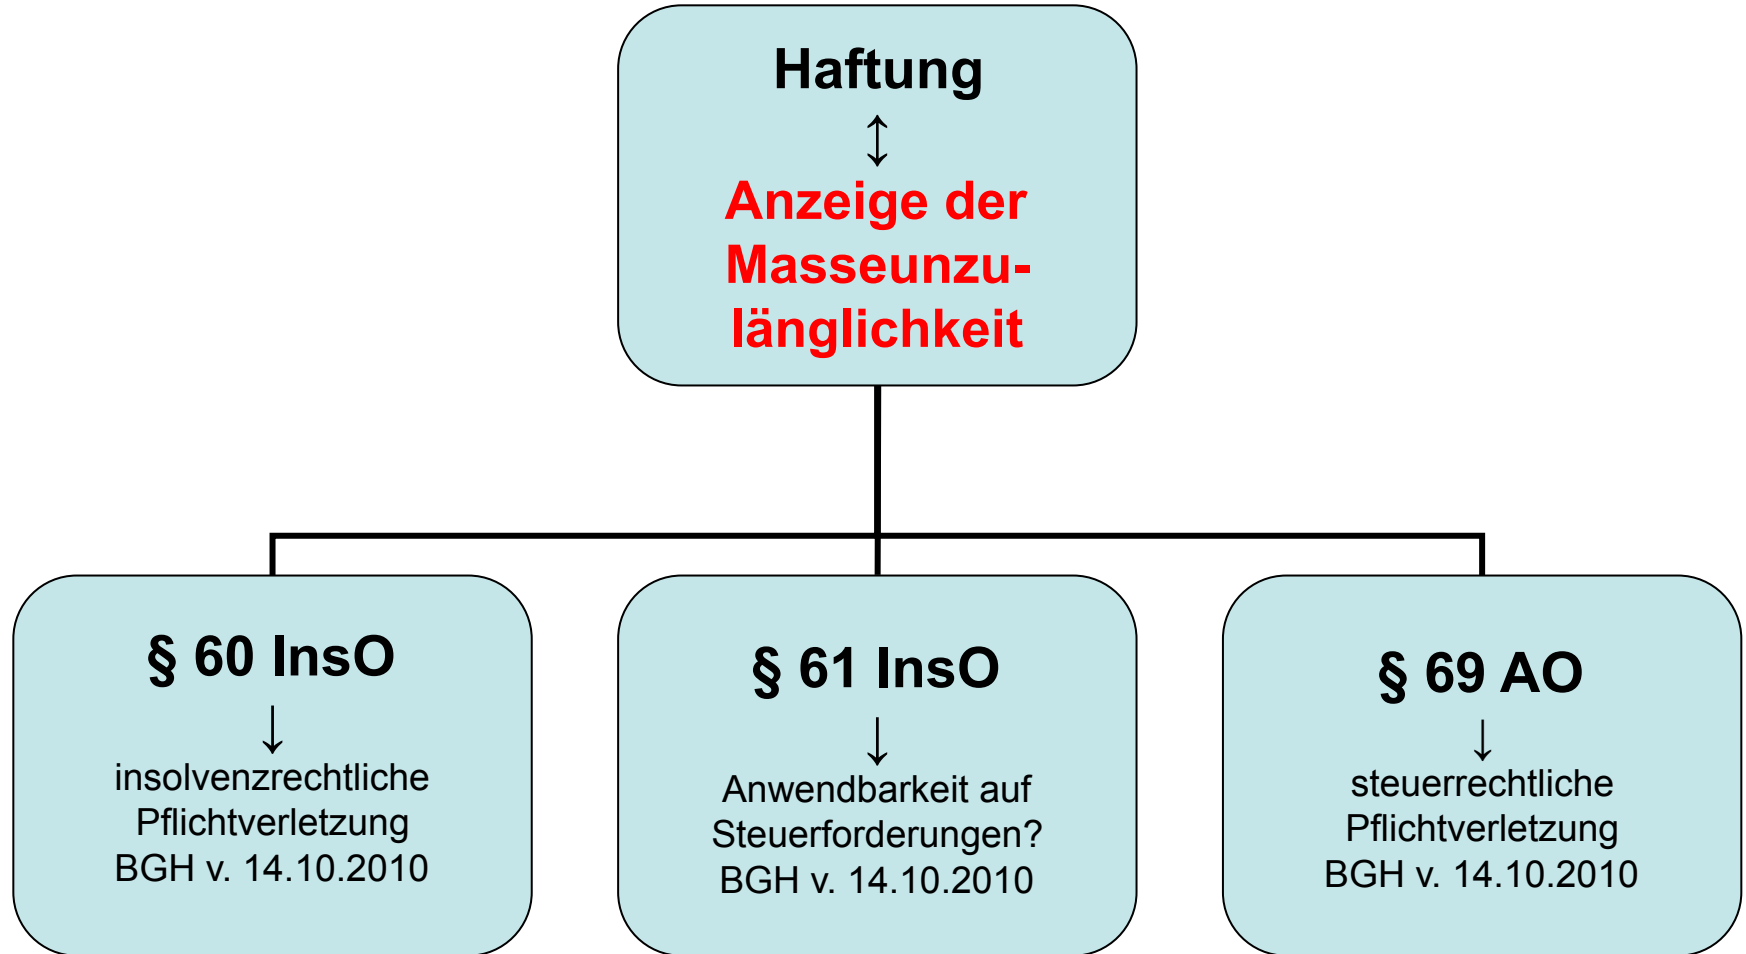 Haftung
↕
Anzeige der
Masseunzu-
länglichkeit
§ 60 InsO
↓
insolvenzrechtliche
Pflichtverletzung
BGH v. 14.10.2010
§ 61 InsO
↓
Anwendbarkeit auf
Steuerforderungen?
BGH v. 14.10.2010
§ 69 AO
↓
steuerrechtliche
Pflichtverletzung
BGH v. 14.10.2010